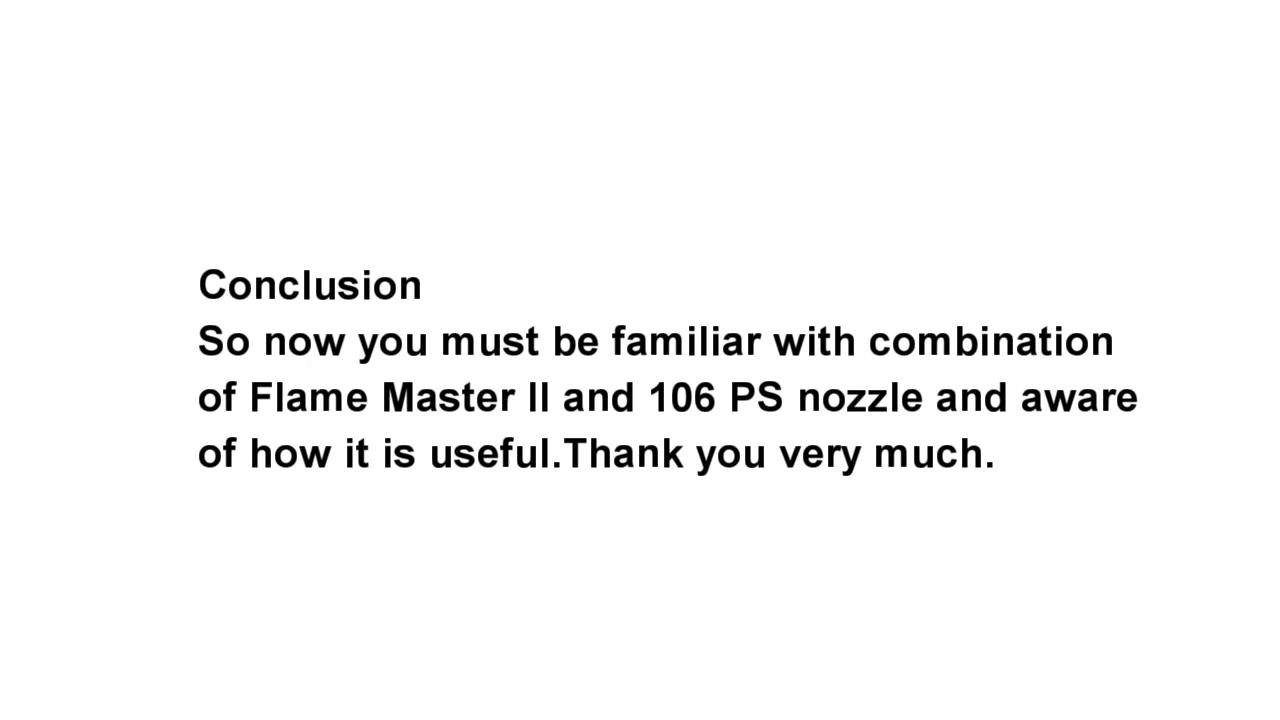 Conclusion
So now you must be familiar with combination
of Flame Master II and 106 PS nozzle and aware
of how it is useful.Thank you very much.